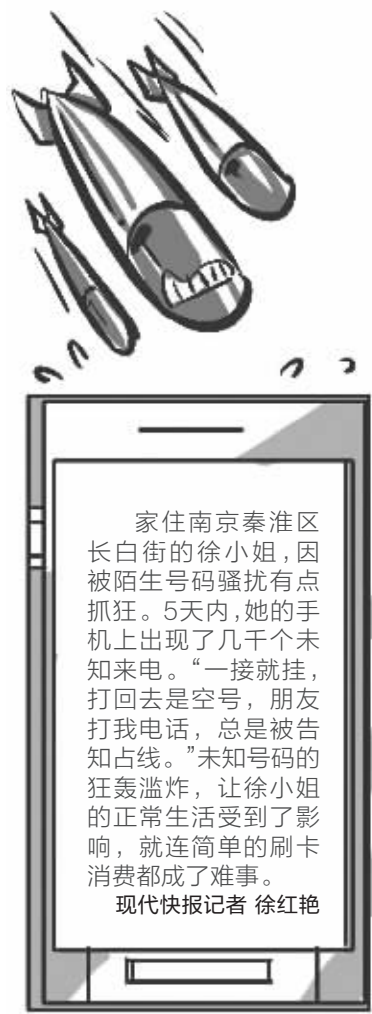 家住南京秦淮区
长白街的徐小姐,因
被陌生号码骚扰有点
抓狂。5天内,她的手
机上出现了几千个未
知来电。“一接就挂,
打回去是空号，朋友
打我电话，总是被告
知占线。”未知号码的
狂轰滥炸，让徐小姐
的正常生活受到了影
响，就连简单的刷卡
消费都成了难事。
现代快报记者 徐红艳